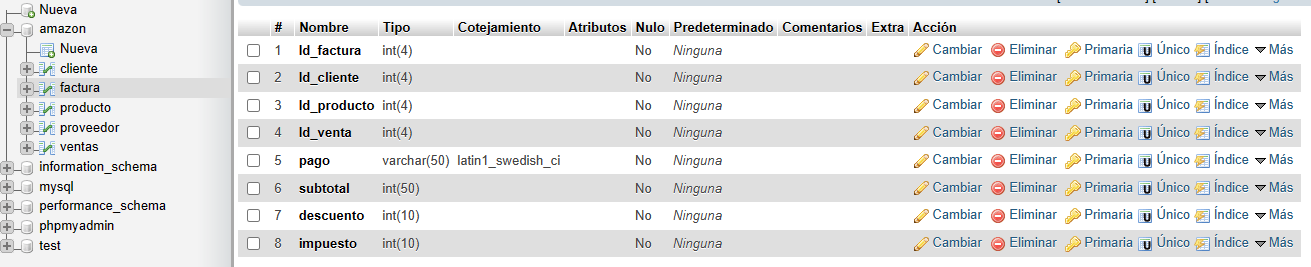 Nueva
amazon
Nueva
cliente
factura
producto
proveedor
ventas
information_schema
mysql
performance_schema
phpmyadmin
test
# Nombre Tipo Cotejamiento Atributos Nulo Predeterminado Comentarios Extra Acción
1 Id_factura int(4) No Ninguna Cambiar Eliminar Primaria Único Índice Más
2 Id_cliente int(4) No Ninguna Cambiar Eliminar Primaria Único Índice Más
3 Id_producto int(4) No Ninguna Cambiar Eliminar Primaria Único Índice Más
4 Id_venta int(4) No Ninguna Cambiar Eliminar Primaria Único Índice Más
5 pago varchar(50) latin1_swedish_ci No Ninguna Cambiar Eliminar Primaria Único Índice Más
6 subtotal int(50) No Ninguna Cambiar Eliminar Primaria Único Índice Más
7 descuento int(10) No Ninguna Cambiar Eliminar Primaria Único Índice Más
8 impuesto int(10) No Ninguna Cambiar Eliminar Primaria Único Índice Más